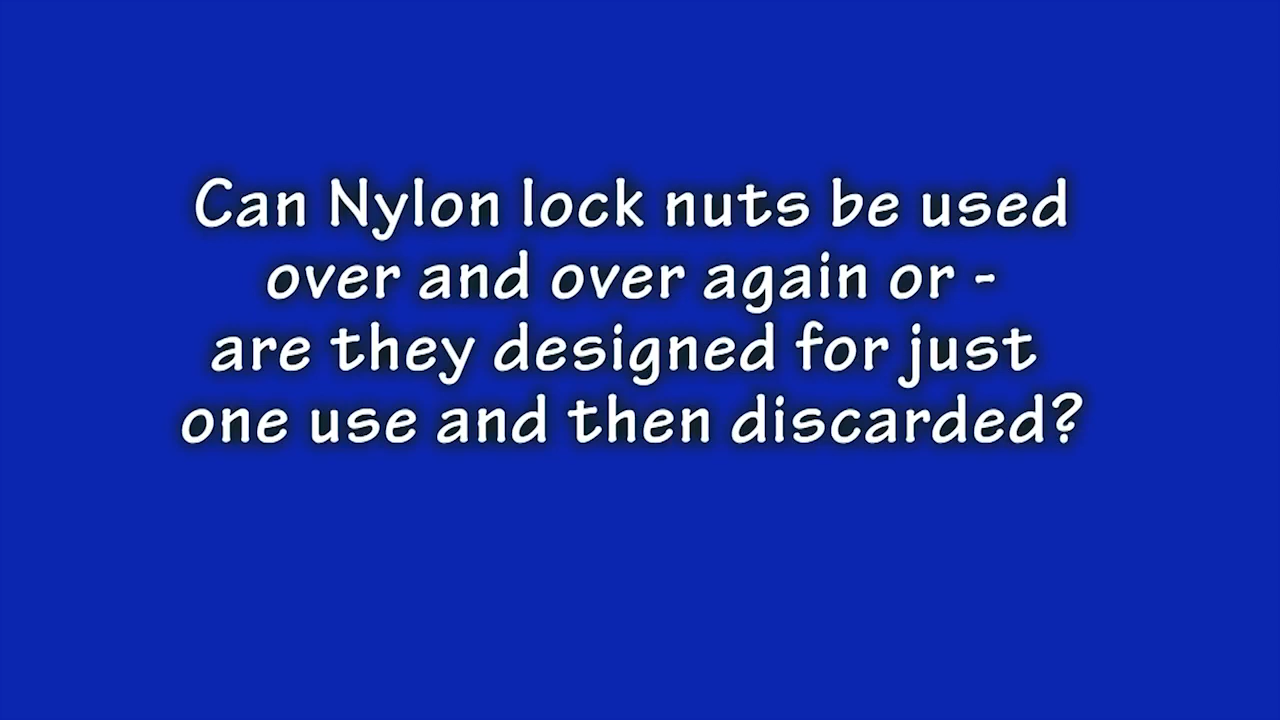 Can Nylon lock nuts be used
over and over again or -
are they designed for just
one use and then discarded?